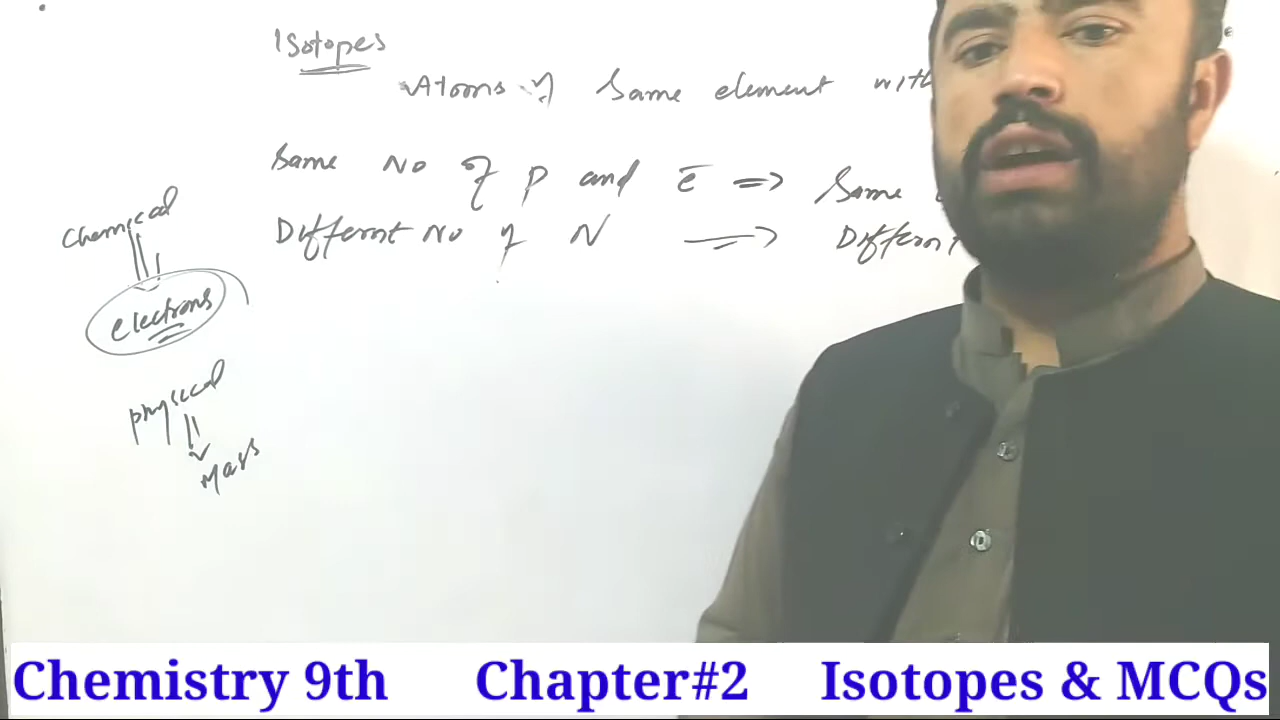 Isotopes
Atoms of Same element with
Same No of P and e̅ => Same
Different No of N => Different
Chemical
electrons
physical
Mass
Chemistry 9th Chapter#2 Isotopes & MCQs